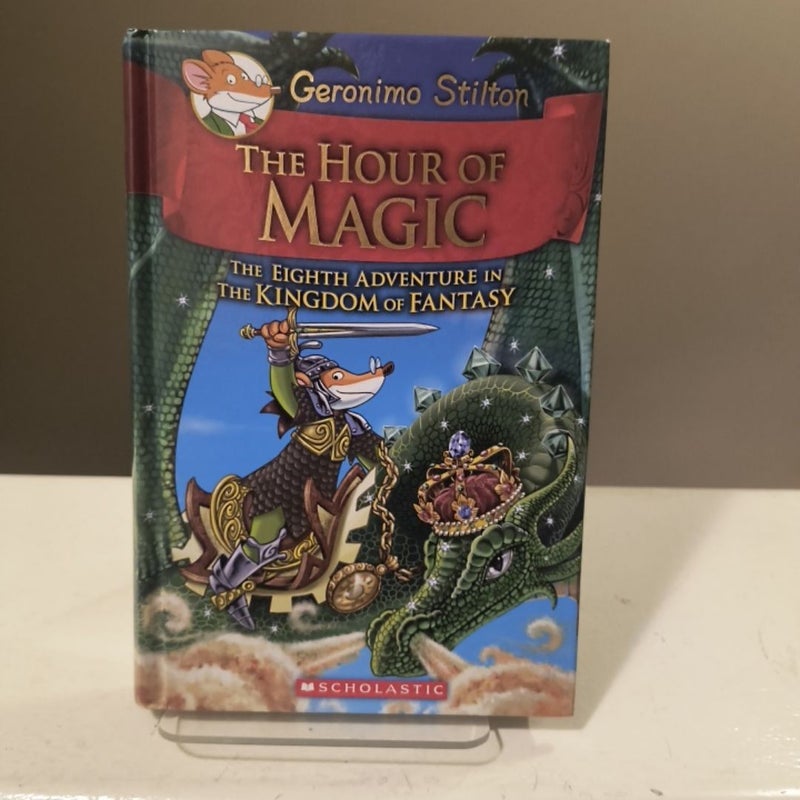 Geronimo Stilton
THE HOUR OF
MAGIC
THE EIGHTH ADVENTURE IN
THE KINGDOM OF FANTASY
SCHOLASTIC